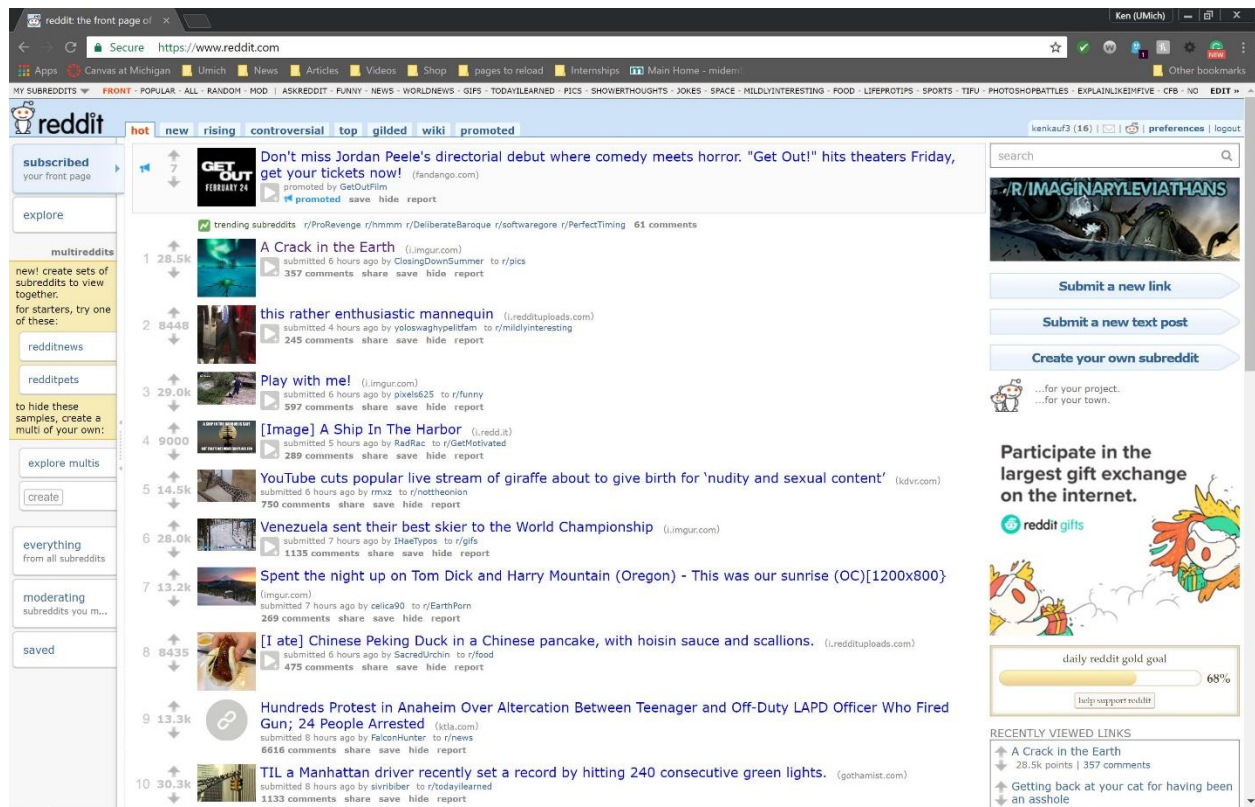 reddit: the front page of
Ken (UMich)
Secure https://www.reddit.com
Apps Canvas at Michigan Umich News Articles Videos Shop pages to reload Internships Main Home - midem
Other bookmarks
MY SUBREDDITS FRONT - POPULAR - ALL - RANDOM - MOD | ASKREDDIT - FUNNY - NEWS - WORLDNEWS - GIFS - TODAYILEARNED - PICS - SHOWERTHOUGHTS - JOKES - SPACE - MILDLYINTERESTING - FOOD - LIFEPROTIPS - SPORTS - TIFU - PHOTOSHOPBATTLES - EXPLAINLIKEIMFIVE - CFB - NO EDIT »
reddit
hot new rising controversial top gilded wiki promoted
kenkauf3 (16) | | | preferences | logout
subscribed
your front page
explore
multireddits
new! create sets of
subreddits to view
together.
for starters, try one
of these:
redditnews
redditpets
to hide these
samples, create a
multi of your own:
explore multis
create
everything
from all subreddits
moderating
subreddits you m...
saved
7
GET
OUT
FEBRUARY 24
Don't miss Jordan Peele's directorial debut where comedy meets horror. "Get Out!" hits theaters Friday,
get your tickets now! (fandango.com)
promoted by GetOutFilm
promoted save hide report
trending subreddits r/ProRevenge r/hmmm r/DeliberateBaroque r/softwaregore r/PerfectTiming 61 comments
1 28.5k
A Crack in the Earth (i.imgur.com)
submitted 6 hours ago by ClosingDownSummer to r/pics
357 comments share save hide report
2 8448
this rather enthusiastic mannequin (i.reddituploads.com)
submitted 4 hours ago by yoloswaghypelitfam to r/mildlyinteresting
245 comments share save hide report
3 29.0k
Play with me! (i.imgur.com)
submitted 6 hours ago by pixels625 to r/funny
597 comments share save hide report
4 9000
[Image] A Ship In The Harbor (i.redd.it)
submitted 5 hours ago by RadRac to r/GetMotivated
289 comments share save hide report
5 14.5k
YouTube cuts popular live stream of giraffe about to give birth for ‘nudity and sexual content’ (kdvr.com)
submitted 6 hours ago by rmxz to r/nottheonion
750 comments share save hide report
6 28.0k
Venezuela sent their best skier to the World Championship (i.imgur.com)
submitted 7 hours ago by IHaeTypos to r/gifs
1135 comments share save hide report
7 13.2k
Spent the night up on Tom Dick and Harry Mountain (Oregon) - This was our sunrise (OC)[1200x800}
(imgur.com)
submitted 7 hours ago by celica90 to r/EarthPorn
269 comments share save hide report
8 8435
[I ate] Chinese Peking Duck in a Chinese pancake, with hoisin sauce and scallions. (i.reddituploads.com)
submitted 6 hours ago by SacredUrchin to r/food
475 comments share save hide report
9 13.3k
Hundreds Protest in Anaheim Over Altercation Between Teenager and Off-Duty LAPD Officer Who Fired
Gun; 24 People Arrested (ktla.com)
submitted 8 hours ago by FalconHunter to r/news
6616 comments share save hide report
10 30.3k
TIL a Manhattan driver recently set a record by hitting 240 consecutive green lights. (gothamist.com)
submitted 8 hours ago by sivribiber to r/todayilearned
1133 comments share save hide report
search
/R/IMAGINARYLEVIATHANS
Submit a new link
Submit a new text post
Create your own subreddit
...for your project.
...for your town.
Participate in the
largest gift exchange
on the internet.
reddit gifts
daily reddit gold goal
68%
help support reddit
RECENTLY VIEWED LINKS
A Crack in the Earth
28.5k points | 357 comments
Getting back at your cat for having been
an asshole